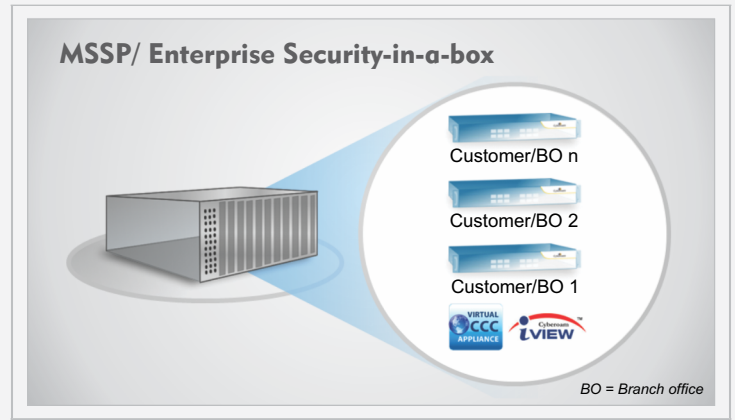 MSSP/ Enterprise Security-in-a-box
Customer/BO n
Customer/BO 2
Customer/BO 1
VIRTUAL
CCC
APPLIANCE
Cyberoam
iVIEW™
BO = Branch office